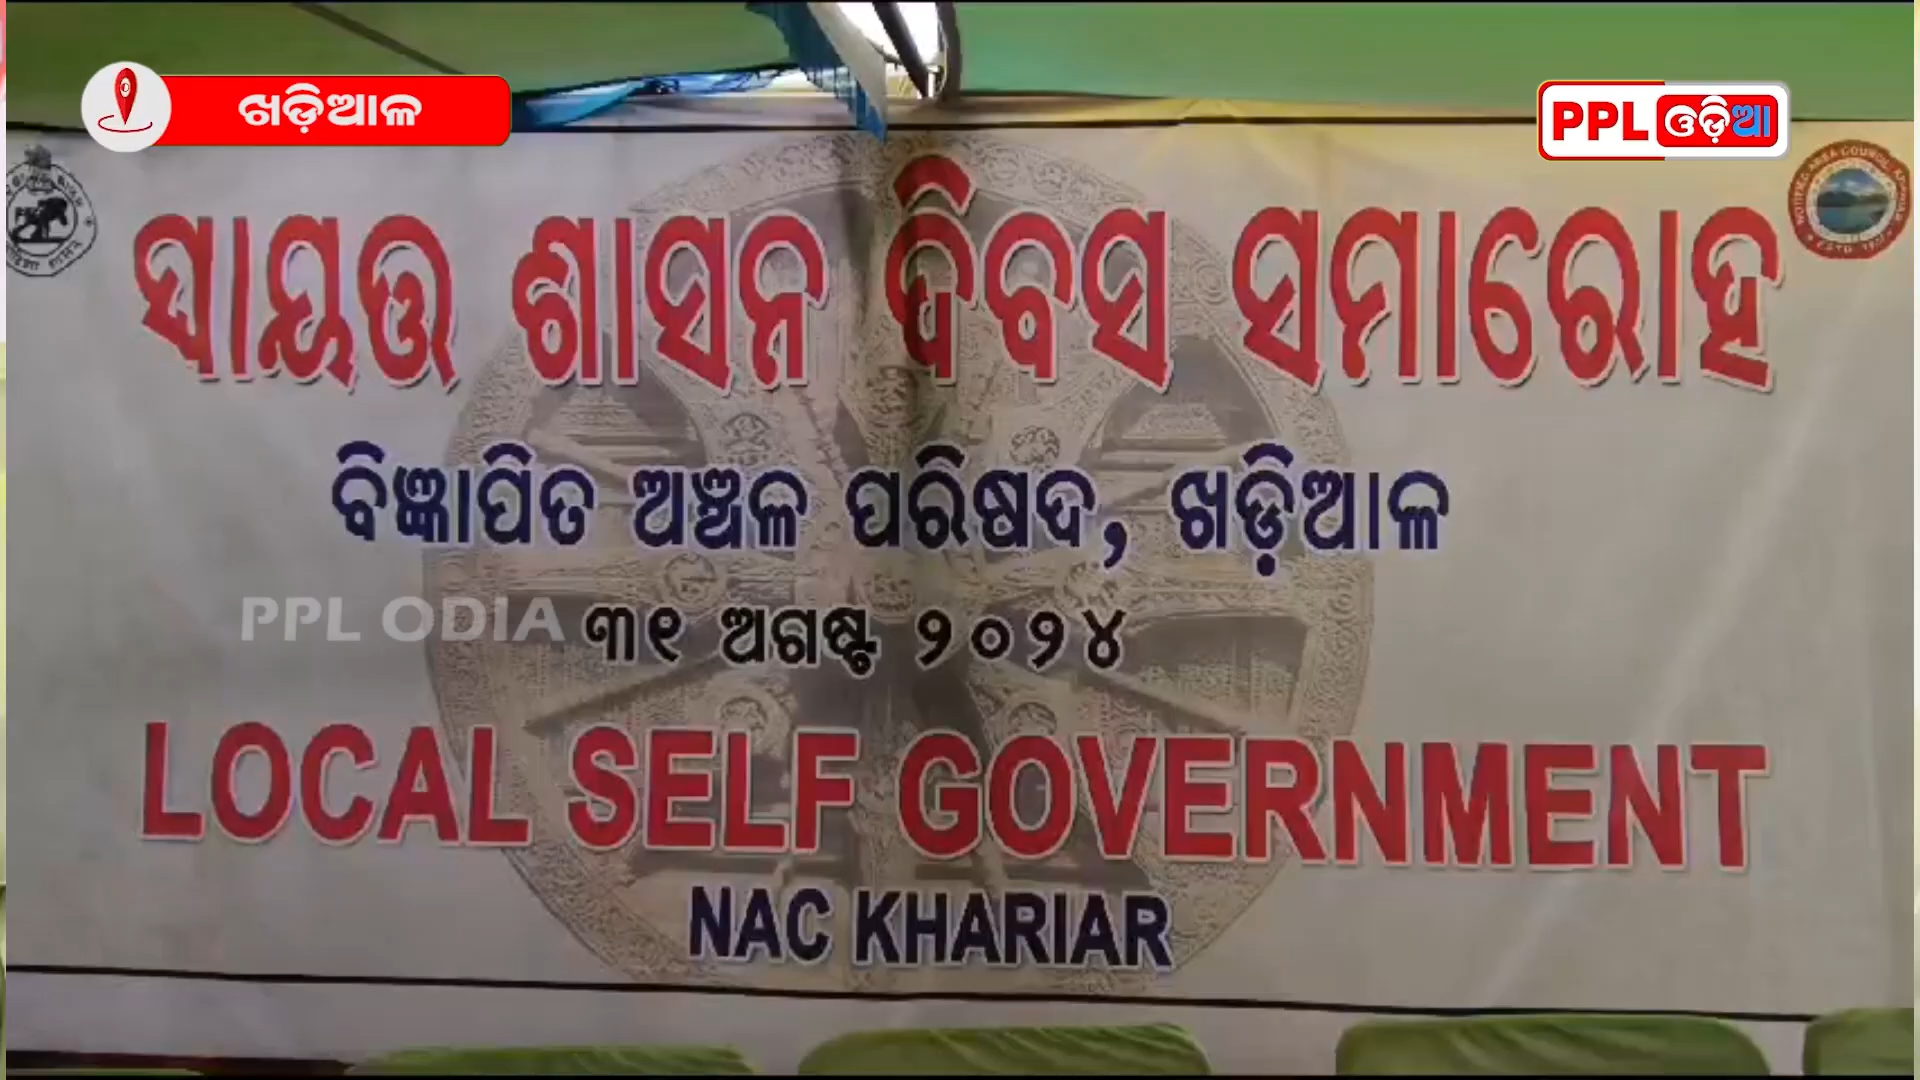 ଖଡ଼ିଆଳ
PPL ଓଡ଼ିଆ
ସ୍ୱାୟତ୍ତ ଶାସନ ଦିବସ ସମାରୋହ
ବିଜ୍ଞାପିତ ଅଞ୍ଚଳ ପରିଷଦ, ଖଡ଼ିଆଳ
PPL ODIA
୩୧ ଅଗଷ୍ଟ ୨୦୨୪
LOCAL SELF GOVERNMENT
NAC KHARIAR